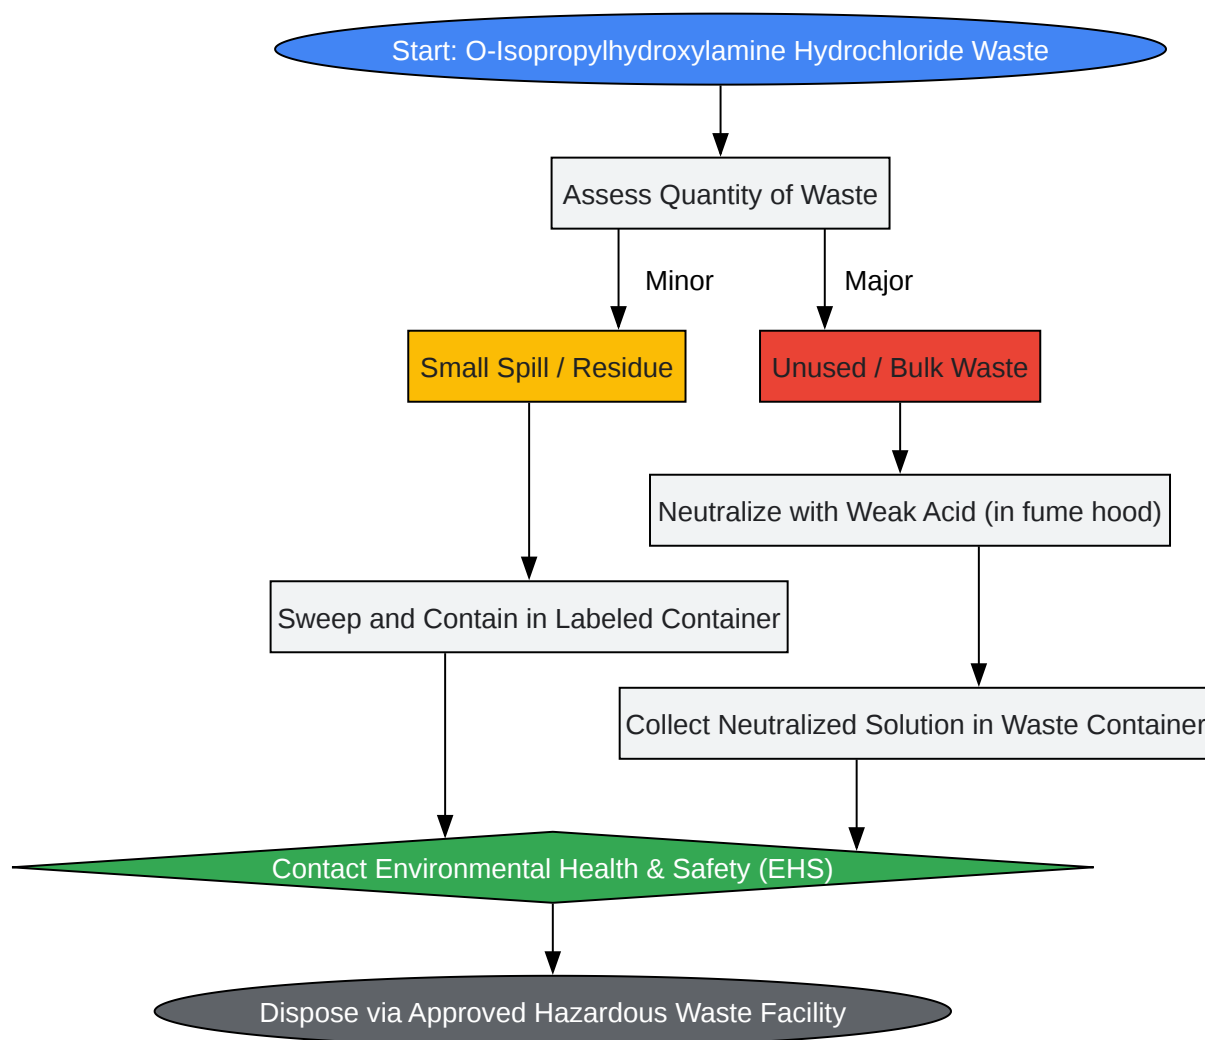 Start: O-Isopropylhydroxylamine Hydrochloride Waste
Assess Quantity of Waste
Minor
Major
Small Spill / Residue
Unused / Bulk Waste
Neutralize with Weak Acid (in fume hood)
Sweep and Contain in Labeled Container
Collect Neutralized Solution in Waste Container
Contact Environmental Health & Safety (EHS)
Dispose via Approved Hazardous Waste Facility